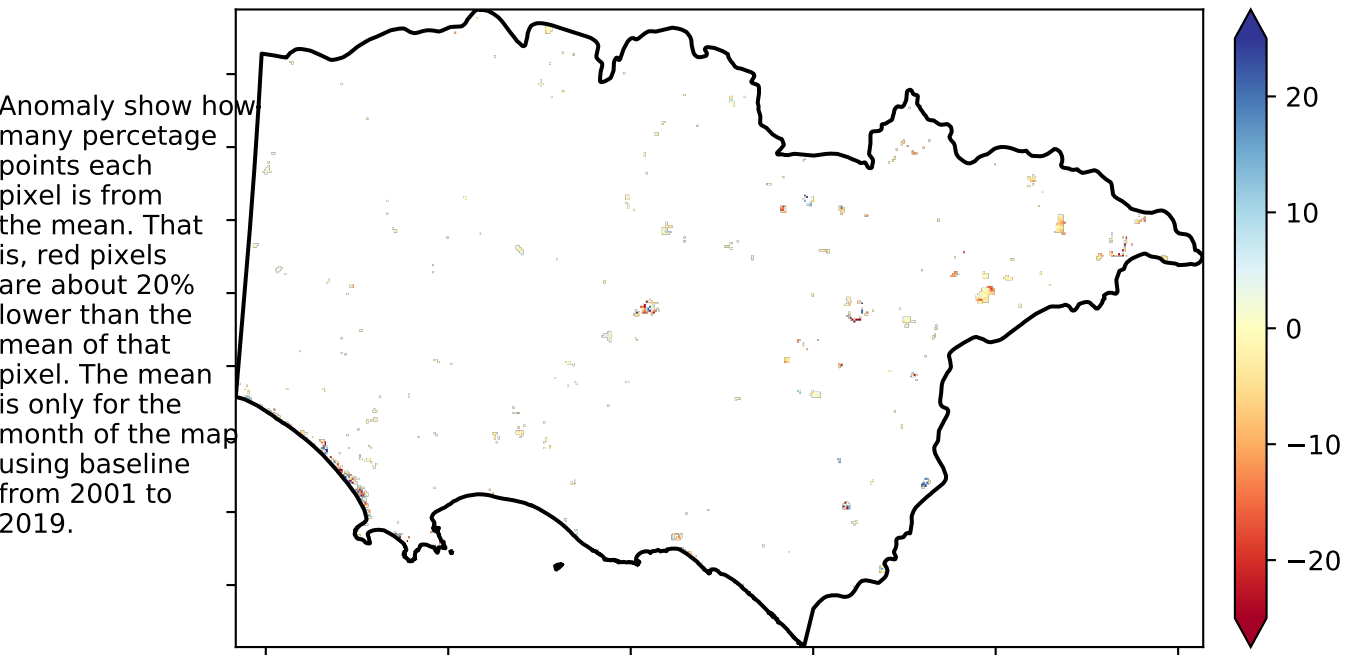 Anomaly show how
many percetage
points each
pixel is from
the mean. That
is, red pixels
are about 20%
lower than the
mean of that
pixel. The mean
is only for the
month of the map
using baseline
from 2001 to
2019.
20
10
0
−10
−20